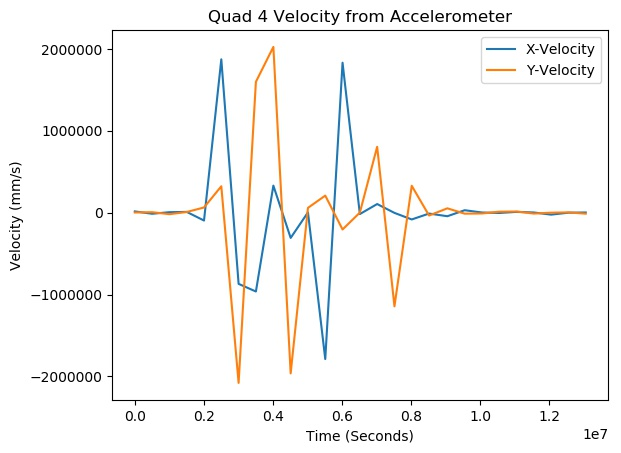 Quad 4 Velocity from Accelerometer
X-Velocity
Y-Velocity
Velocity (mm/s)
2000000
1000000
0
−1000000
−2000000
0.0 0.2 0.4 0.6 0.8 1.0 1.2
1e7
Time (Seconds)